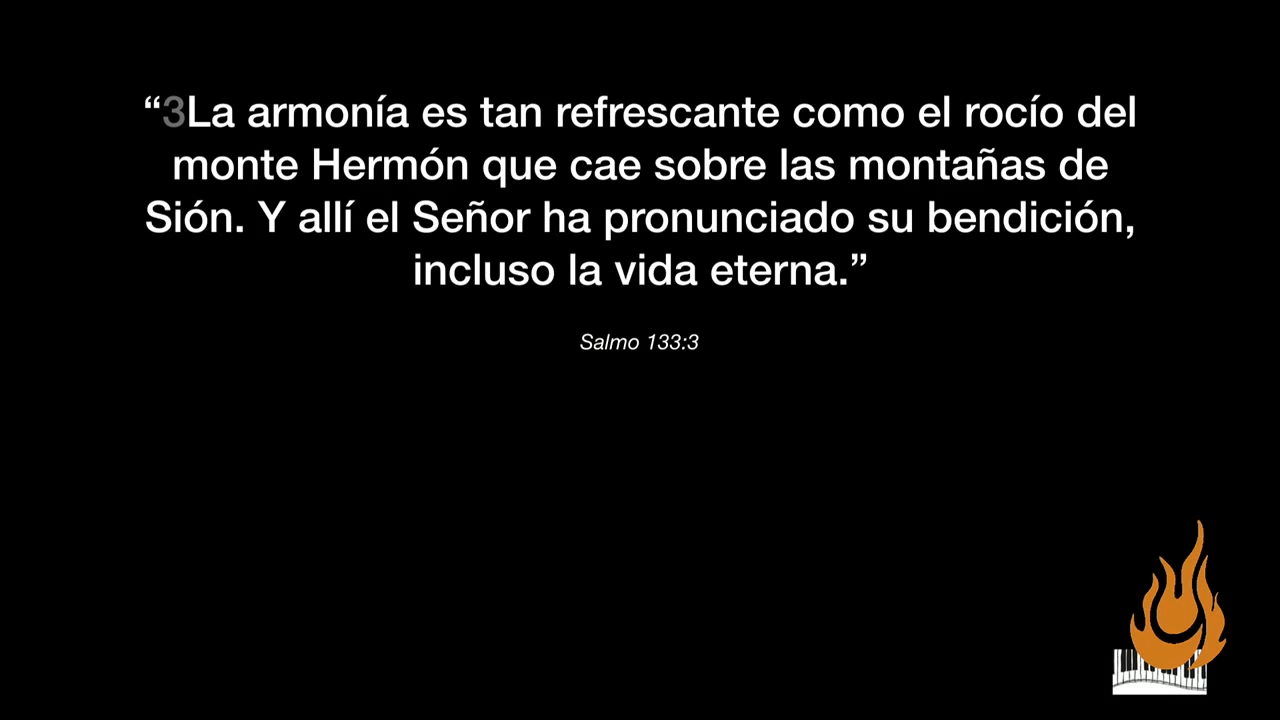 “3La armonía es tan refrescante como el rocío del
monte Hermón que cae sobre las montañas de
Sión. Y allí el Señor ha pronunciado su bendición,
incluso la vida eterna.”
Salmo 133:3